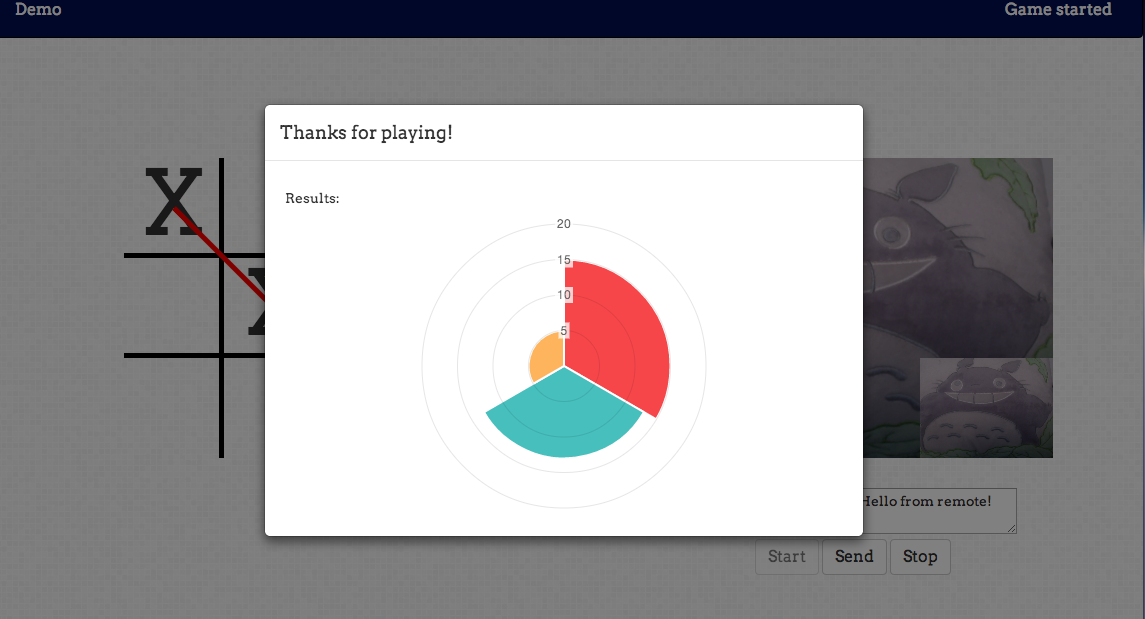 Demo
Game started
Thanks for playing!
Results:
20
15
10
5
X
X
Hello from remote!
Start
Send
Stop